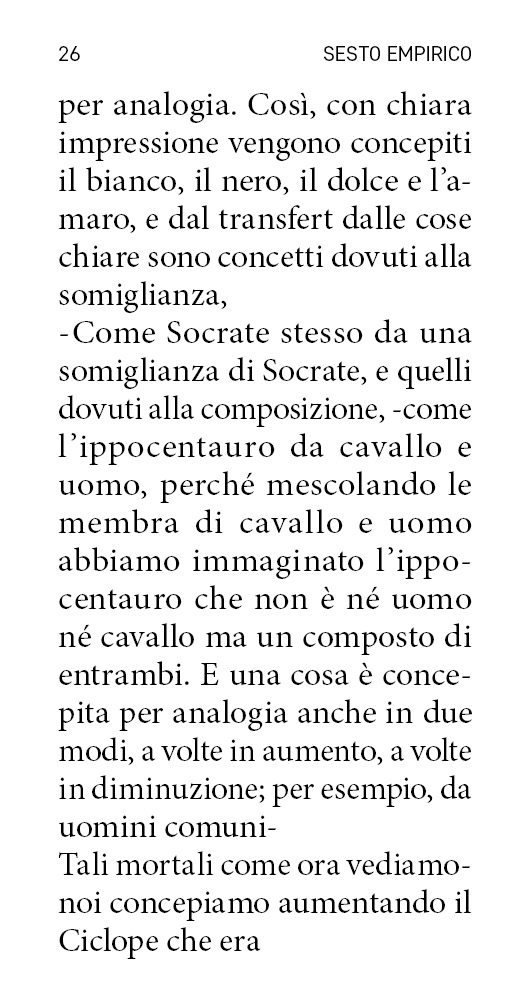 26 SESTO EMPIRICO
per analogia. Così, con chiara
impressione vengono concepiti
il bianco, il nero, il dolce e l’a-
maro, e dal transfert dalle cose
chiare sono concetti dovuti alla
somiglianza,
-Come Socrate stesso da una
somiglianza di Socrate, e quelli
dovuti alla composizione, -come
l’ippocentauro da cavallo e
uomo, perché mescolando le
membra di cavallo e uomo
abbiamo immaginato l’ippo-
centauro che non è né uomo
né cavallo ma un composto di
entrambi. E una cosa è conce-
pita per analogia anche in due
modi, a volte in aumento, a volte
in diminuzione; per esempio, da
uomini comuni-
Tali mortali come ora vediamo-
noi concepiamo aumentando il
Ciclope che era